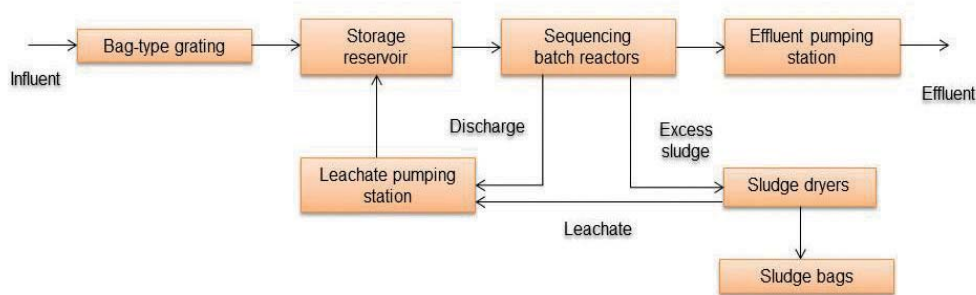 Bag-type grating
Storage
reservoir
Sequencing
batch reactors
Effluent pumping
station
Influent
Effluent
Discharge
Excess
sludge
Leachate pumping
station
Sludge dryers
Leachate
Sludge bags